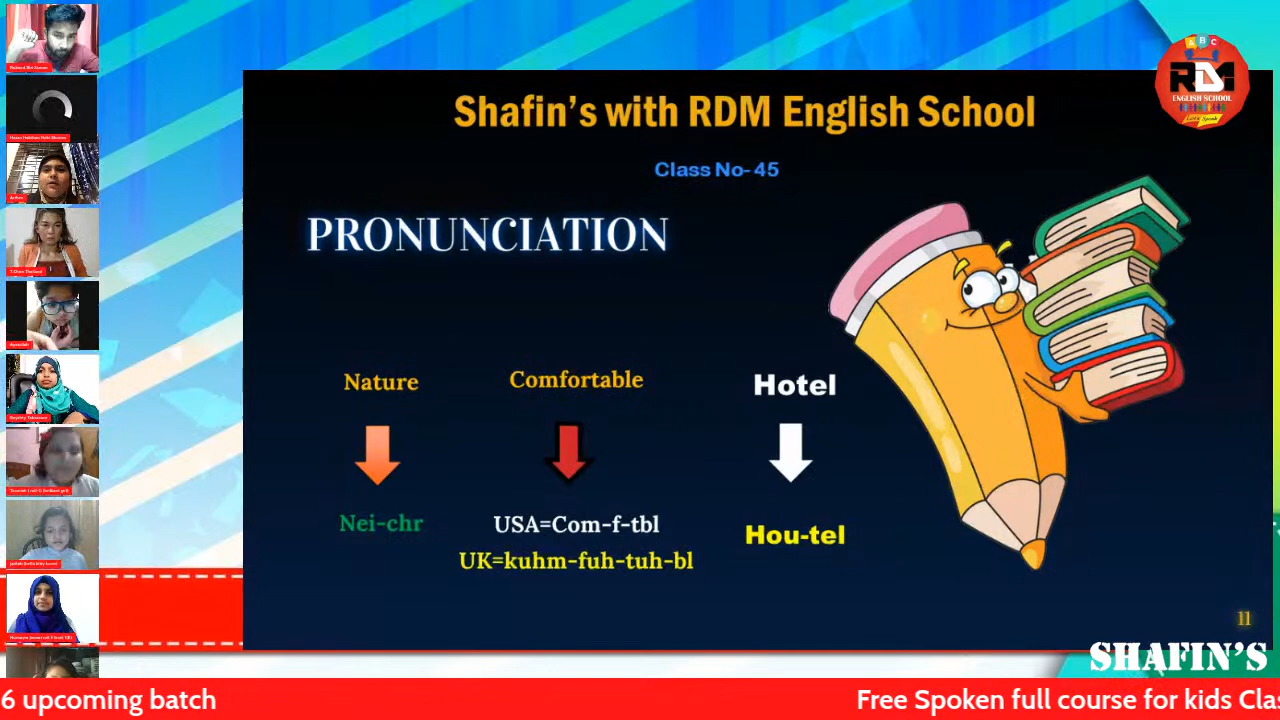 Shafin's with RDM English School
Class No- 45
PRONUNCIATION
Nature
Comfortable
Hotel
Nei-chr
USA=Com-f-tbl
UK=kuhm-fuh-tuh-bl
Hou-tel
11
ABC
RDM
ENGLISH SCHOOL
SHAFIN'S
6 upcoming batch
Free Spoken full course for kids Clas